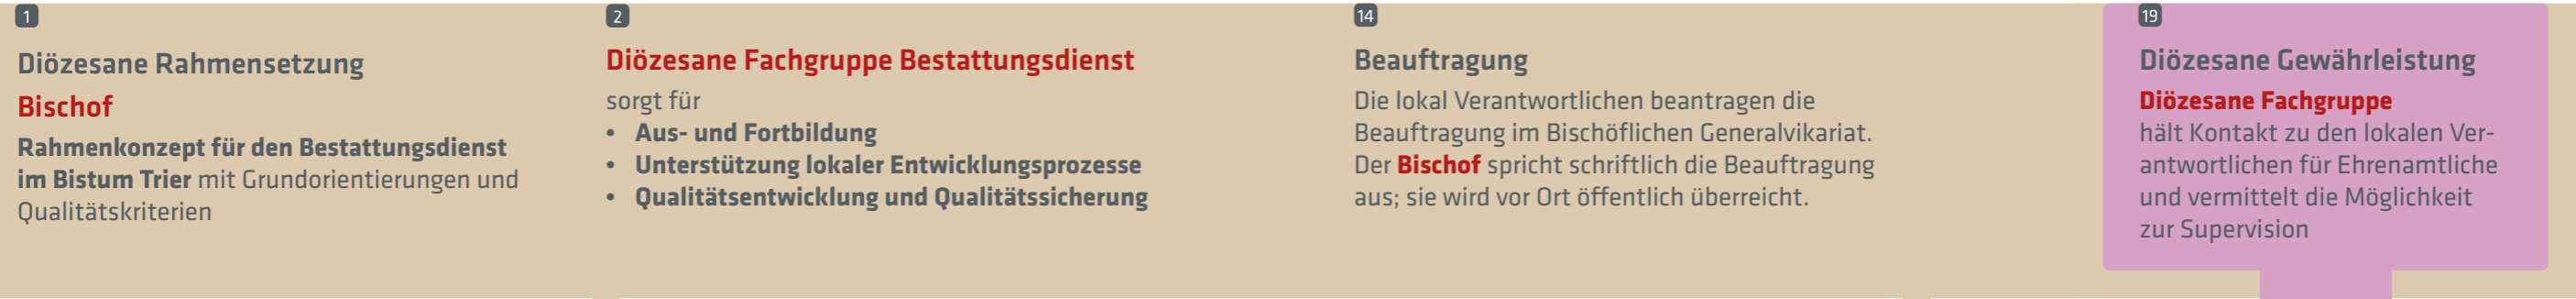 1
Diözesane Rahmensetzung
Bischof
Rahmenkonzept für den Bestattungsdienst
im Bistum Trier mit Grundorientierungen und
Qualitätskriterien
2
Diözesane Fachgruppe Bestattungsdienst
sorgt für
• Aus- und Fortbildung
• Unterstützung lokaler Entwicklungsprozesse
• Qualitätsentwicklung und Qualitätssicherung
14
Beauftragung
Die lokal Verantwortlichen beantragen die
Beauftragung im Bischöflichen Generalvikariat.
Der Bischof spricht schriftlich die Beauftragung
aus; sie wird vor Ort öffentlich überreicht.
19
Diözesane Gewährleistung
Diözesane Fachgruppe
hält Kontakt zu den lokalen Ver-
antwortlichen für Ehrenamtliche
und vermittelt die Möglichkeit
zur Supervision